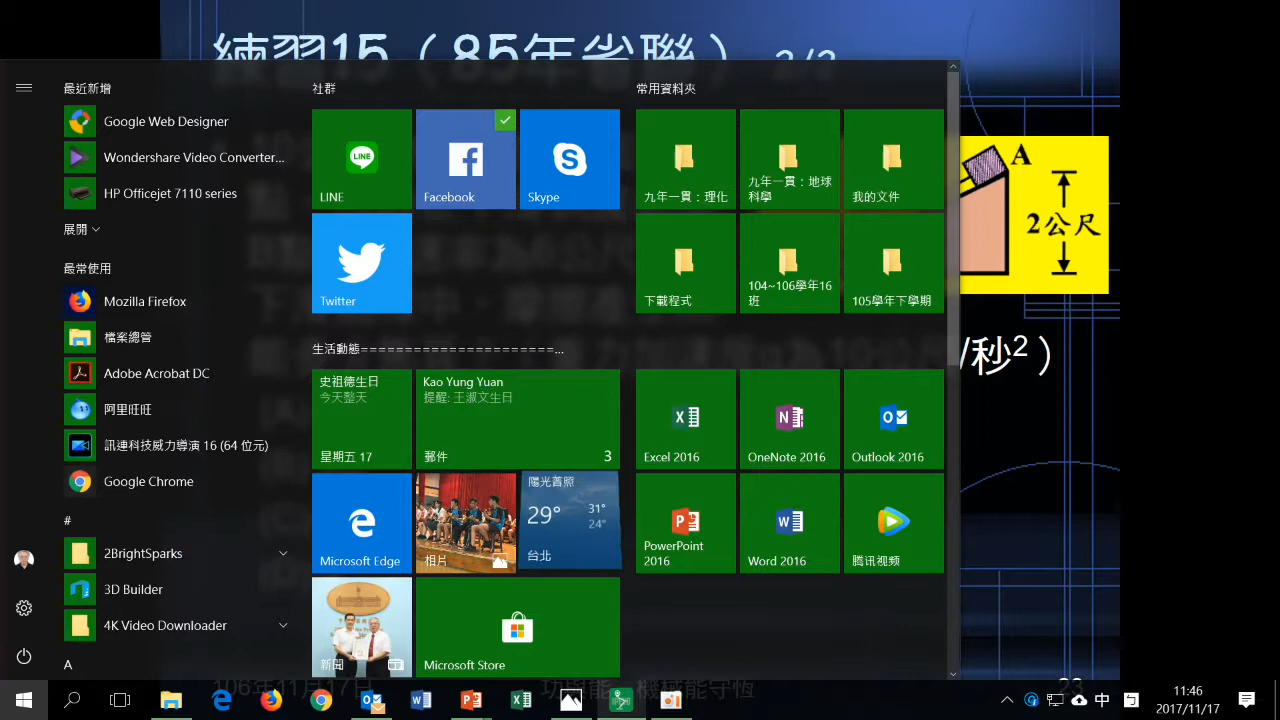 練習15（85年省聯）2/2
最近新增
Google Web Designer
Wondershare Video Converter...
HP Officejet 7110 series
展開
最常使用
Mozilla Firefox
檔案總管
Adobe Acrobat DC
阿里旺旺
訊連科技威力導演 16 (64 位元)
Google Chrome
#
2BrightSparks
3D Builder
4K Video Downloader
A
社群
LINE
LINE
Facebook
Skype
Twitter
生活動態======================...
史祖德生日
今天整天
星期五 17
Kao Yung Yuan
提醒: 王淑文生日
郵件
3
Microsoft Edge
相片
陽光普照
29°
31°
24°
台北
新聞
Microsoft Store
常用資料夾
九年一貫：理化
九年一貫：地球
科學
我的文件
下載程式
104~106學年16
班
105學年下學期
Excel 2016
OneNote 2016
Outlook 2016
PowerPoint
2016
Word 2016
腾讯视频
A
2公尺
/秒2）
106年11月17日
功與能、機械能守恆
23
中
11:46
2017/11/17